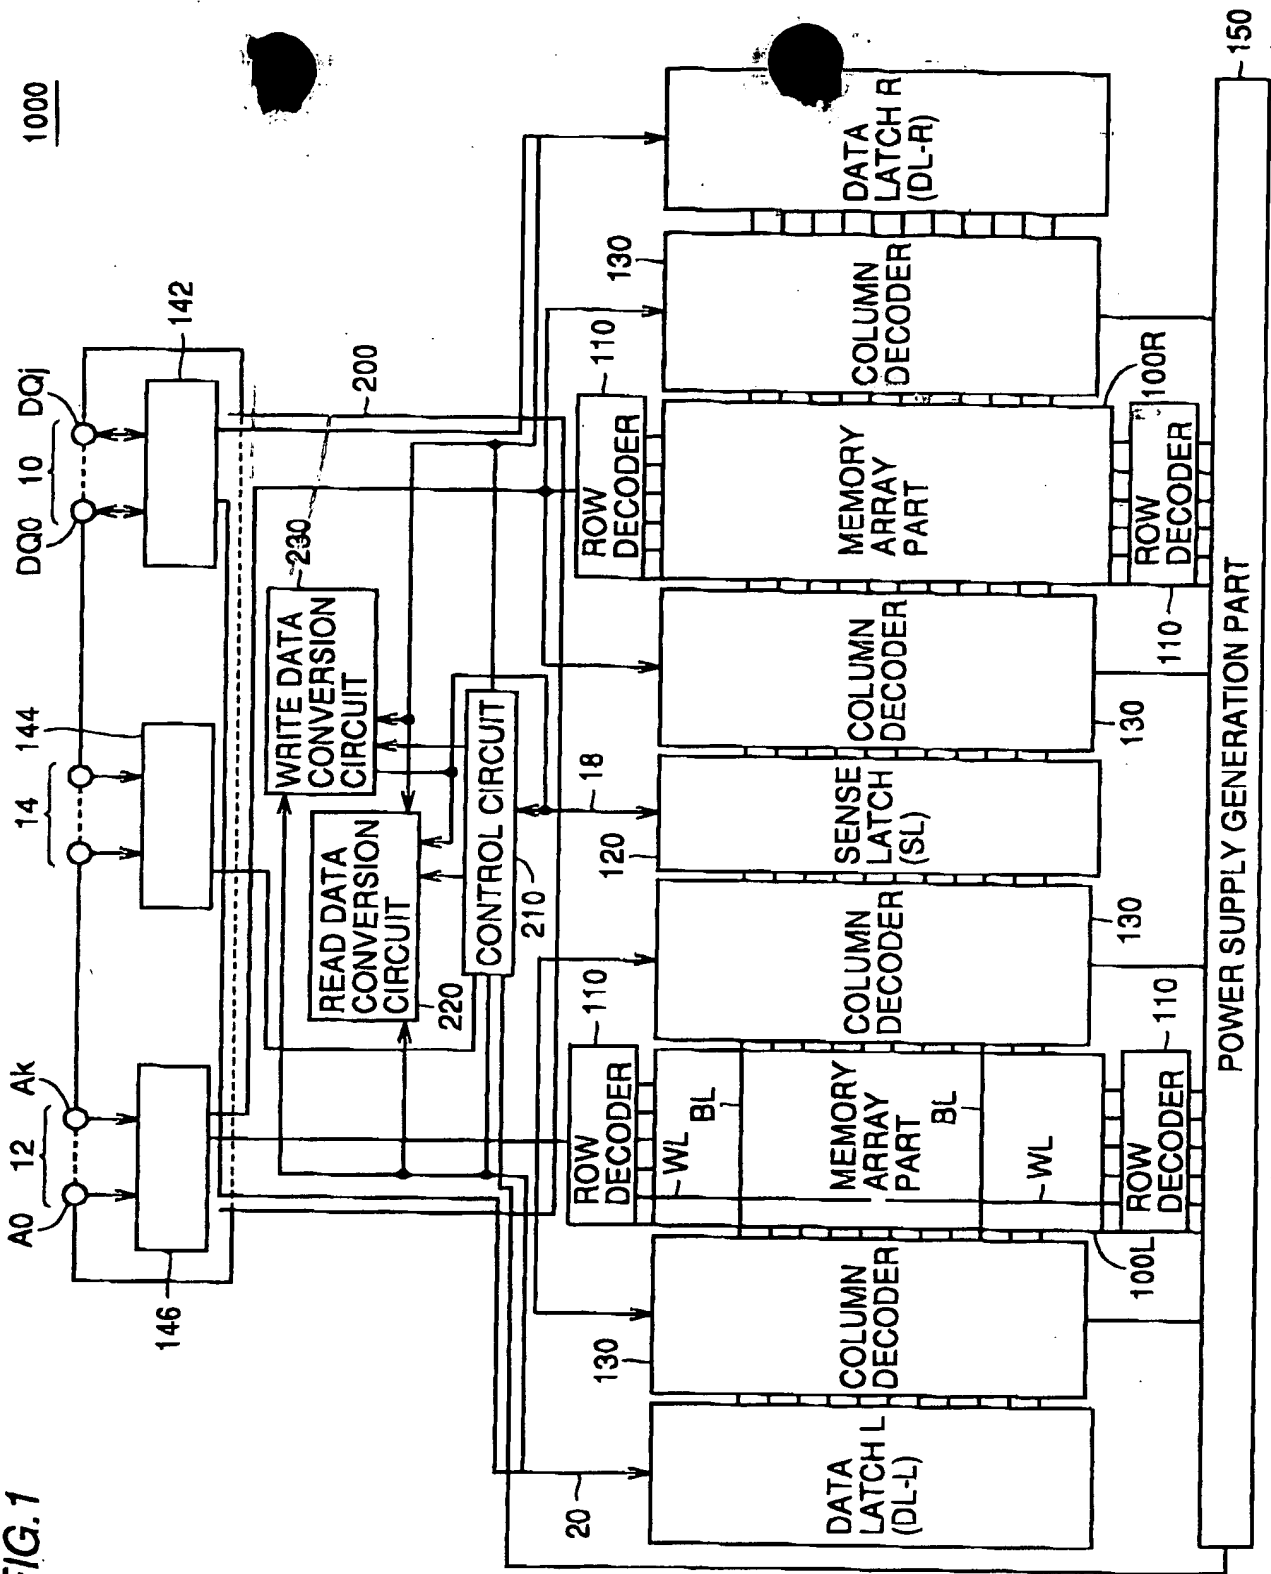 FIG.1
1000
A0
12
Ak
14
144
DQ0
10
DQj
142
146
200
230
WRITE DATA
CONVERSION
CIRCUIT
READ DATA
CONVERSION
CIRCUIT
220
CONTROL CIRCUIT
210
18
20
110
ROW
DECODER
110
ROW
DECODER
DATA
LATCH L
(DL-L)
130
COLUMN
DECODER
WL
BL
MEMORY
ARRAY
PART
BL
WL
100L
ROW
DECODER
110
COLUMN
DECODER
130
120
SENSE
LATCH
(SL)
COLUMN
DECODER
130
MEMORY
ARRAY
PART
100R
110
ROW
DECODER
130
COLUMN
DECODER
DATA
LATCH R
(DL-R)
POWER SUPPLY GENERATION PART
150